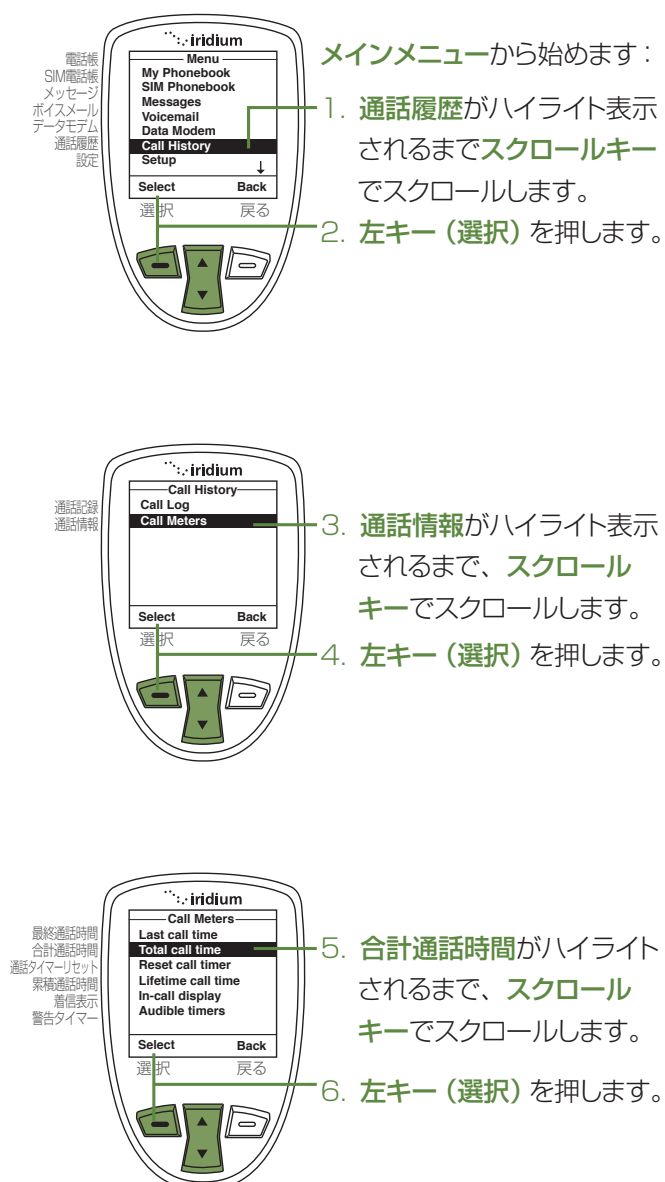 iridium
電話帳
SIM電話帳
メッセージ
ボイスメール
データモデム
通話履歴
設定
Menu
My Phonebook
SIM Phonebook
Messages
Voicemail
Data Modem
Call History
Setup
↓
Select Back
選択 戻る
メインメニューから始めます：
1. 通話履歴がハイライト表示
されるまでスクロールキー
でスクロールします。
2. 左キー（選択）を押します。
iridium
通話記録
通話情報
Call History
Call Log
Call Meters
Select Back
選択 戻る
3. 通話情報がハイライト表示
されるまで、スクロール
キーでスクロールします。
4. 左キー（選択）を押します。
iridium
最終通話時間
合計通話時間
通話タイマーリセット
累積通話時間
着信表示
警告タイマー
Call Meters
Last call time
Total call time
Reset call timer
Lifetime call time
In-call display
Audible timers
Select Back
選択 戻る
5. 合計通話時間がハイライト
されるまで、スクロール
キーでスクロールします。
6. 左キー（選択）を押します。